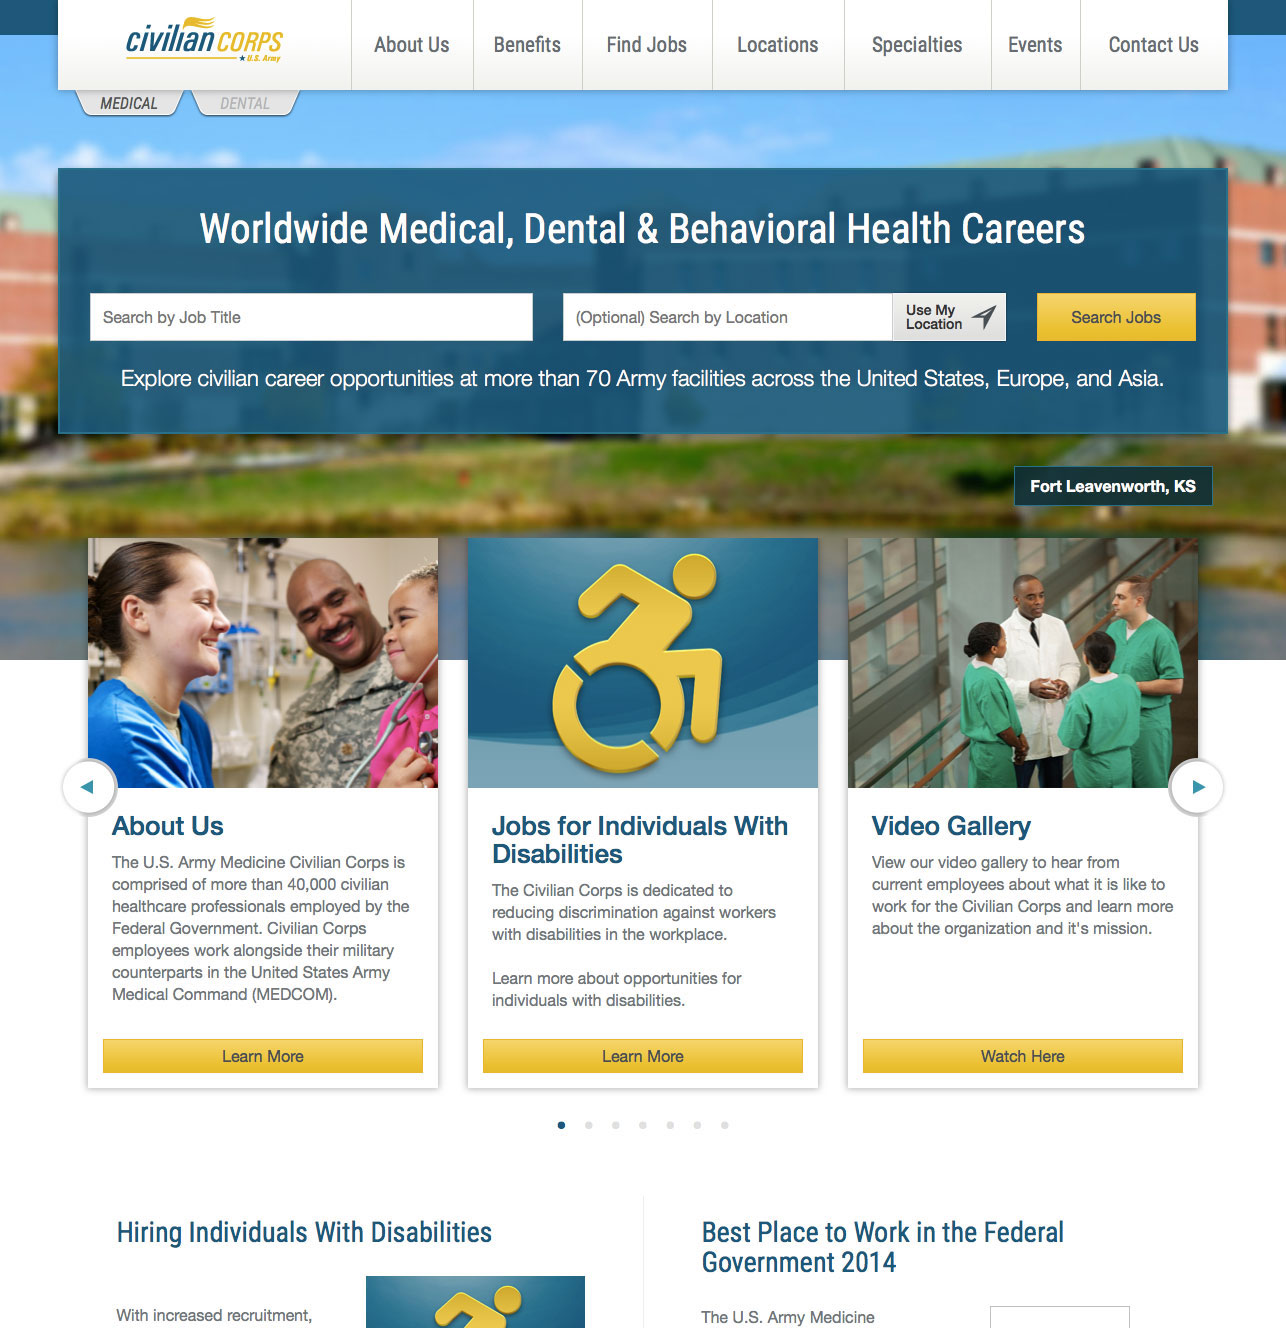 civilian CORPS
U.S. Army
About Us
Benefits
Find Jobs
Locations
Specialties
Events
Contact Us
MEDICAL
DENTAL
Worldwide Medical, Dental & Behavioral Health Careers
Search by Job Title
(Optional) Search by Location
Use My
Location
Search Jobs
Explore civilian career opportunities at more than 70 Army facilities across the United States, Europe, and Asia.
Fort Leavenworth, KS
About Us
The U.S. Army Medicine Civilian Corps is
comprised of more than 40,000 civilian
healthcare professionals employed by the
Federal Government. Civilian Corps
employees work alongside their military
counterparts in the United States Army
Medical Command (MEDCOM).
Learn More
Jobs for Individuals With
Disabilities
The Civilian Corps is dedicated to
reducing discrimination against workers
with disabilities in the workplace.
Learn more about opportunities for
individuals with disabilities.
Learn More
Video Gallery
View our video gallery to hear from
current employees about what it is like to
work for the Civilian Corps and learn more
about the organization and it's mission.
Watch Here
Hiring Individuals With Disabilities
With increased recruitment,
Best Place to Work in the Federal
Government 2014
The U.S. Army Medicine